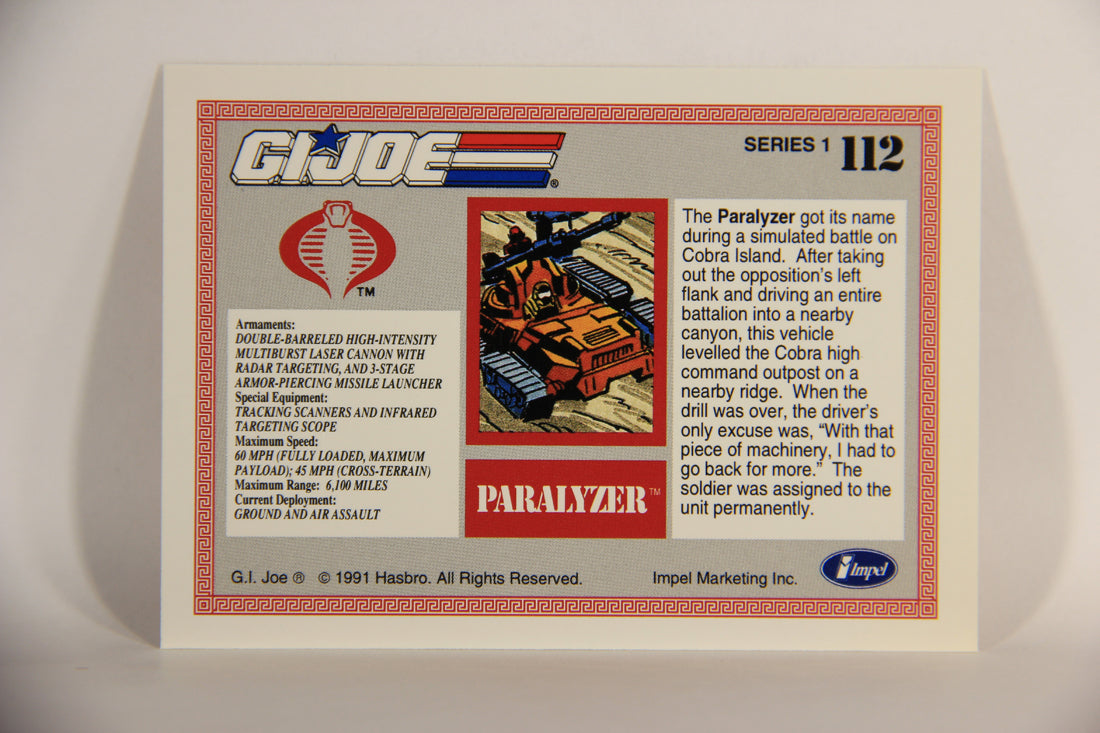 G.I. JOE ®
SERIES 1 112
TM
Armaments:
DOUBLE-BARRELED HIGH-INTENSITY
MULTIBURST LASER CANNON WITH
RADAR TARGETING, AND 3-STAGE
ARMOR-PIERCING MISSILE LAUNCHER
Special Equipment:
TRACKING SCANNERS AND INFRARED
TARGETING SCOPE
Maximum Speed:
60 MPH (FULLY LOADED, MAXIMUM
PAYLOAD); 45 MPH (CROSS-TERRAIN)
Maximum Range: 6,100 MILES
Current Deployment:
GROUND AND AIR ASSAULT
PARALYZER™
The Paralyzer got its name
during a simulated battle on
Cobra Island. After taking
out the opposition's left
flank and driving an entire
battalion into a nearby
canyon, this vehicle
levelled the Cobra high
command outpost on a
nearby ridge. When the
drill was over, the driver's
only excuse was, “With that
piece of machinery, I had to
go back for more.” The
soldier was assigned to the
unit permanently.
G.I. Joe ® © 1991 Hasbro. All Rights Reserved.
Impel Marketing Inc.
Impel